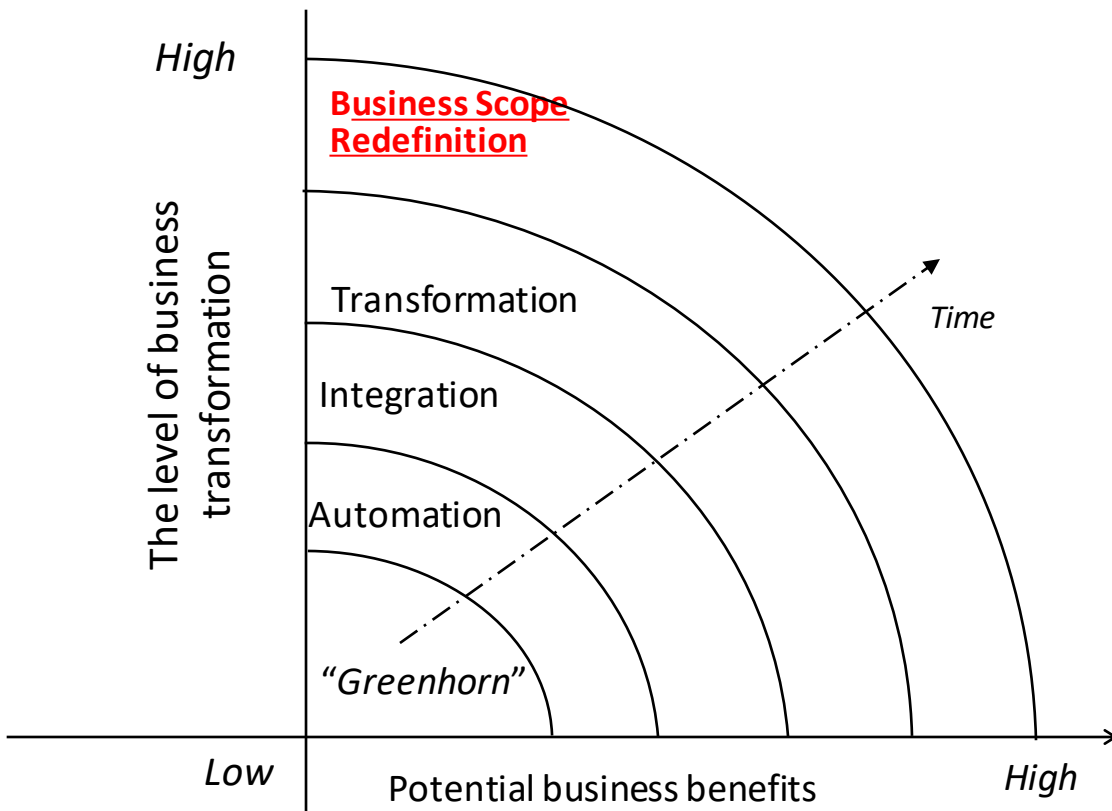 High
Business Scope
Redefinition
The level of business
transformation
Transformation
Time
Integration
Automation
“Greenhorn”
Low
Potential business benefits
High